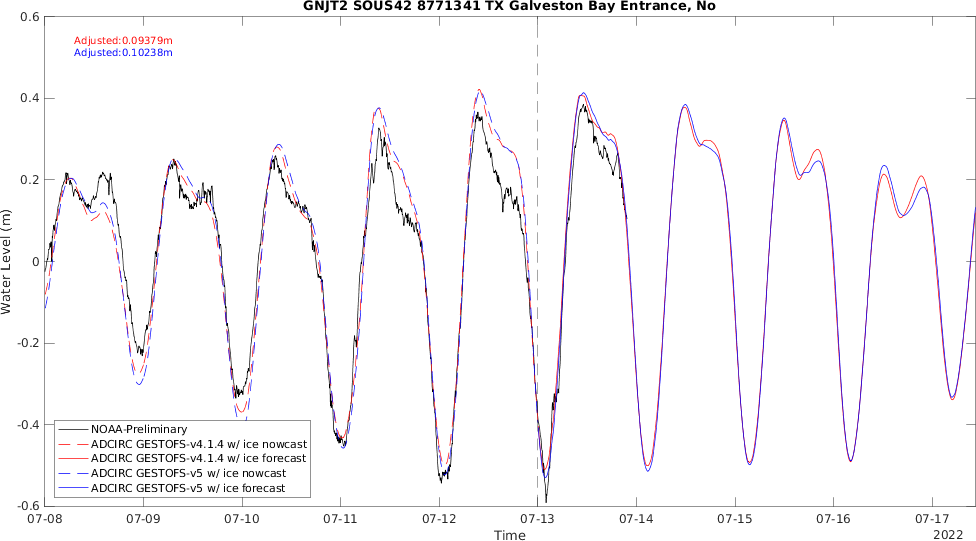 GNJT2 SOUS42 8771341 TX Galveston Bay Entrance, No
Adjusted:0.09379m
Adjusted:0.10238m
Water Level (m)
0.6
0.4
0.2
0
-0.2
-0.4
-0.6
NOAA-Preliminary
ADCIRC GESTOFS-v4.1.4 w/ ice nowcast
ADCIRC GESTOFS-v4.1.4 w/ ice forecast
ADCIRC GESTOFS-v5 w/ ice nowcast
ADCIRC GESTOFS-v5 w/ ice forecast
07-08 07-09 07-10 07-11 07-12 07-13 07-14 07-15 07-16 07-17
Time
2022